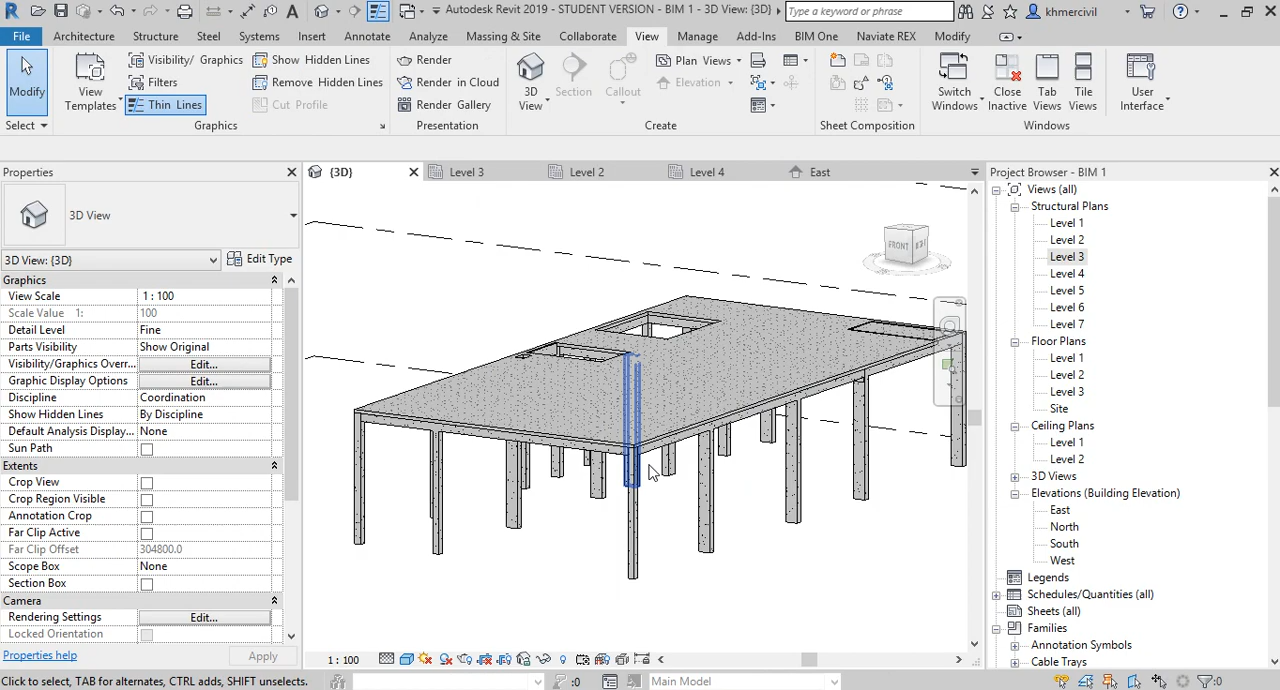 Autodesk Revit 2019 - STUDENT VERSION - BIM 1 - 3D View: {3D}
Type a keyword or phrase
khmercivil
File Architecture Structure Steel Systems Insert Annotate Analyze Massing & Site Collaborate View Manage Add-Ins BIM One Naviate REX Modify
Modify
View Templates
Visibility/ Graphics
Filters
Thin Lines
Show Hidden Lines
Remove Hidden Lines
Cut Profile
Render
Render in Cloud
Render Gallery
3D View
Section
Callout
Plan Views
Elevation
Switch Windows
Close Inactive
Tab Views
Tile Views
User Interface
Select
Graphics
Presentation
Create
Sheet Composition
Windows
Properties
{3D}
Level 3
Level 2
Level 4
East
Project Browser - BIM 1
3D View
3D View: {3D}
Edit Type
Graphics
View Scale 1 : 100
Scale Value 1: 100
Detail Level Fine
Parts Visibility Show Original
Visibility/Graphics Over... Edit...
Graphic Display Options Edit...
Discipline Coordination
Show Hidden Lines By Discipline
Default Analysis Display... None
Sun Path
Extents
Crop View
Crop Region Visible
Annotation Crop
Far Clip Active
Far Clip Offset 304800.0
Scope Box None
Section Box
Camera
Rendering Settings Edit...
Locked Orientation
Properties help
Apply
FRONT
1 : 100
Views (all)
Structural Plans
Level 1
Level 2
Level 3
Level 4
Level 5
Level 6
Level 7
Floor Plans
Level 1
Level 2
Level 3
Site
Ceiling Plans
Level 1
Level 2
3D Views
Elevations (Building Elevation)
East
North
South
West
Legends
Schedules/Quantities (all)
Sheets (all)
Families
Annotation Symbols
Cable Trays
Click to select, TAB for alternates, CTRL adds, SHIFT unselects.
:0
Main Model
:0